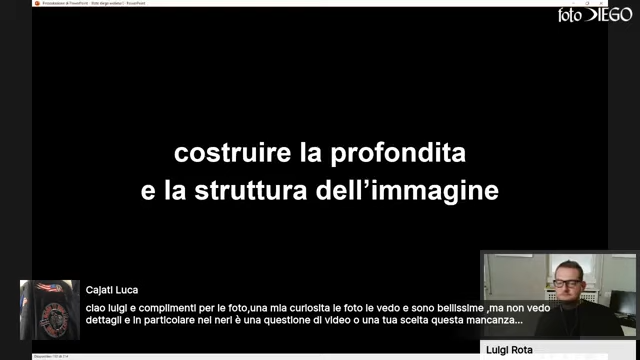 foto DIEGO
costruire la profondita
e la struttura dell'immagine
Cajati Luca
ciao luigi e complimenti per le foto,una mia curiosita le foto le vedo e sono bellissime ,ma non vedo
dettagli e in particolare nei neri è una questione di video o una tua scelta questa mancanza...
Luigi Rota